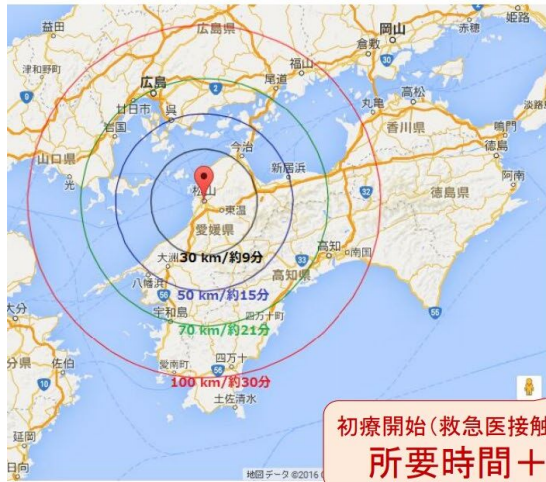 益田
広島県
岡山
姫路
赤穂
倉敷
福山
津和野町
広島
尾道
廿日市
呉
丸亀
高松
岩国
香川県
淡路
鳴門
山口県
今治
徳島
光
新居浜
松山
阿南
東温
徳島県
愛媛県
大洲
30 km/約9分
高知
南国
八幡浜
高知県
50 km/約15分
大分
宇和島
四万十町
70 km/約21分
分県
佐伯
愛南町
四万十
100 km/約30分
土佐清水
延岡
日向
初療開始(救急医接触
所要時間+
地図データ ©2016